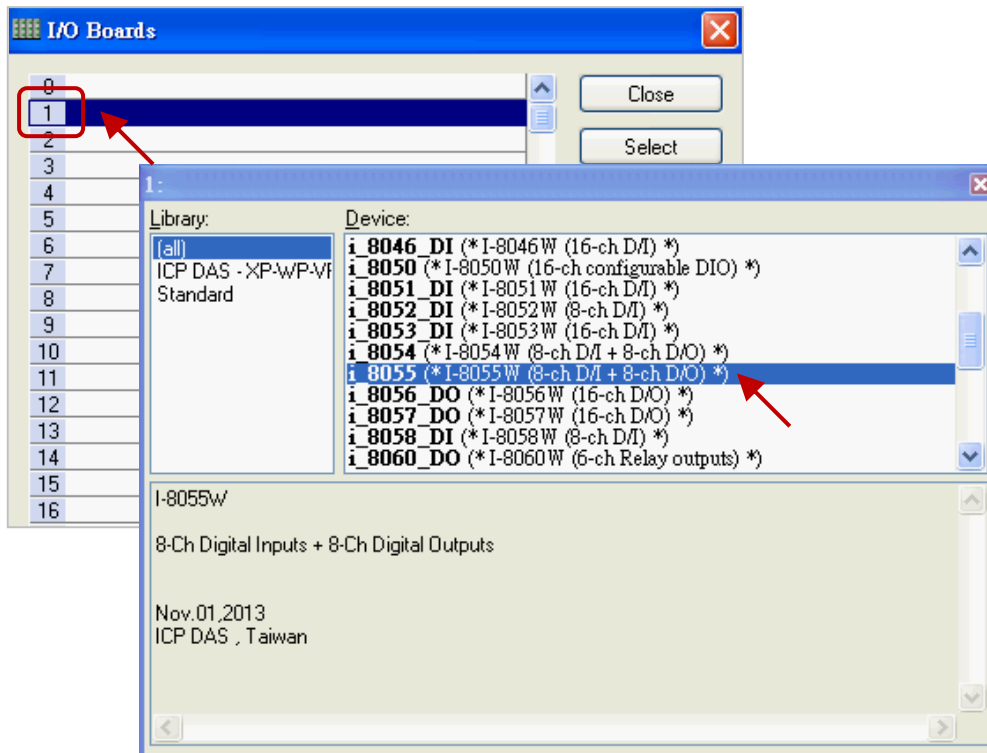 I/O Boards
0
1
2
3
4
5
6
7
8
9
10
11
12
13
14
15
16
Close
Select
1:
Library:
(all)
ICP DAS - XP-WP-VF
Standard
Device:
i_8046_DI (* I-8046W (16-ch D/I) *)
i_8050 (* I-8050W (16-ch configurable DIO) *)
i_8051_DI (* I-8051W (16-ch D/I) *)
i_8052_DI (* I-8052W (8-ch D/I) *)
i_8053_DI (* I-8053W (16-ch D/I) *)
i_8054 (* I-8054W (8-ch D/I + 8-ch D/O) *)
i_8055 (* I-8055W (8-ch D/I + 8-ch D/O) *)
i_8056_DO (* I-8056W (16-ch D/O) *)
i_8057_DO (* I-8057W (16-ch D/O) *)
i_8058_DI (* I-8058W (8-ch D/I) *)
i_8060_DO (* I-8060W (6-ch Relay outputs) *)
I-8055W
8-Ch Digital Inputs + 8-Ch Digital Outputs
Nov.01,2013
ICP DAS , Taiwan